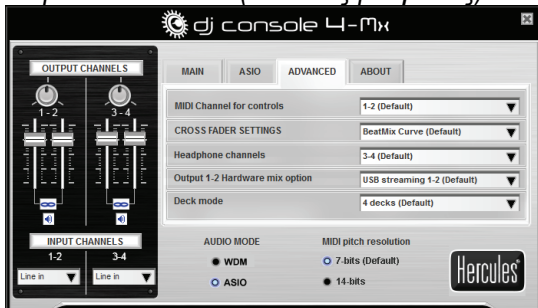 dj console 4-Mx
OUTPUT CHANNELS
1 - 2
3 - 4
INPUT CHANNELS
1-2
3-4
Line in
Line in
MAIN
ASIO
ADVANCED
ABOUT
MIDI Channel for controls
1-2 (Default)
CROSS FADER SETTINGS
BeatMix Curve (Default)
Headphone channels
3-4 (Default)
Output 1-2 Hardware mix option
USB streaming 1-2 (Default)
Deck mode
4 decks (Default)
AUDIO MODE
WDM
ASIO
MIDI pitch resolution
7-bits (Default)
14-bits
Hercules